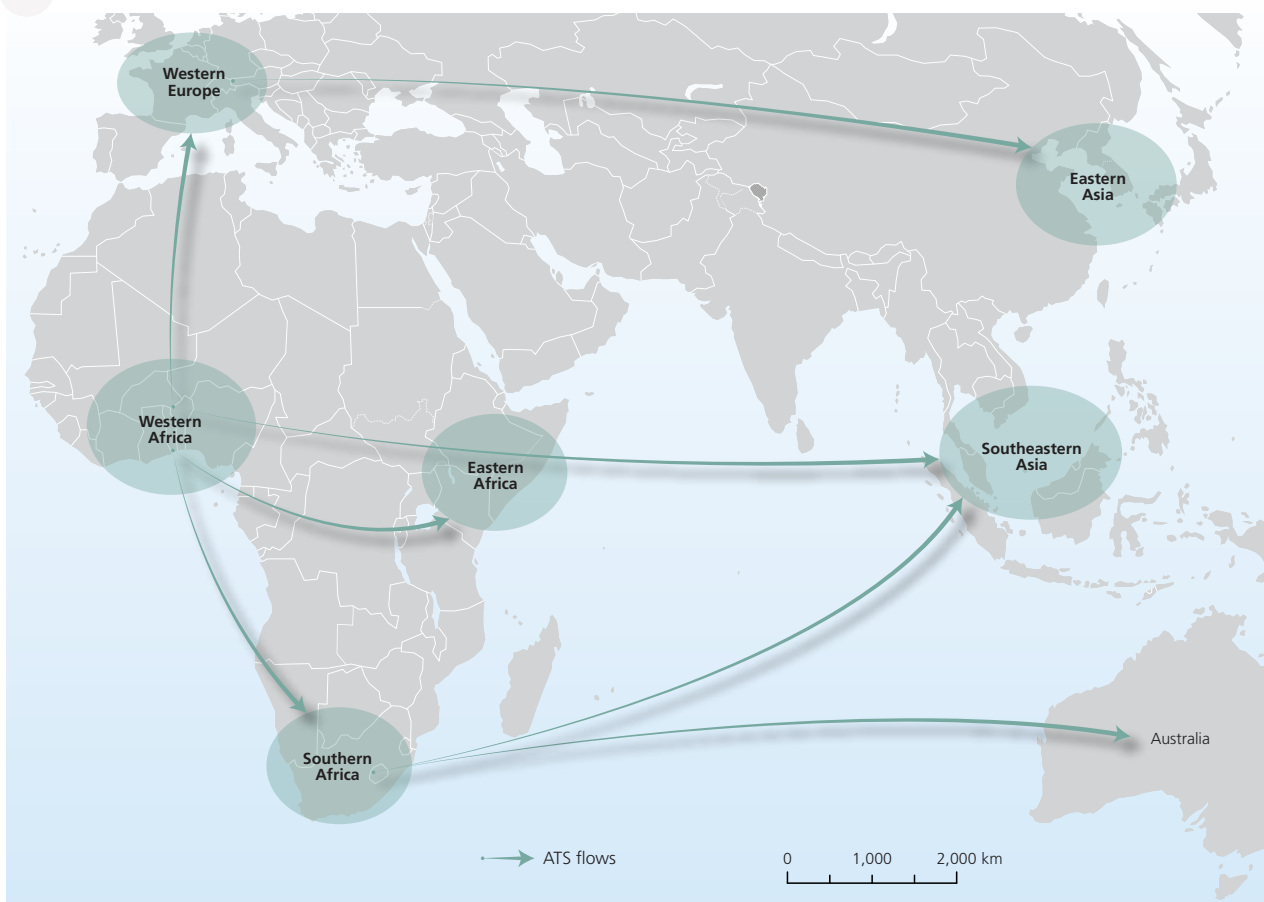 Western
Europe
Eastern
Asia
Western
Africa
Eastern
Africa
Southeastern
Asia
Southern
Africa
Australia
ATS flows
0 1,000 2,000 km